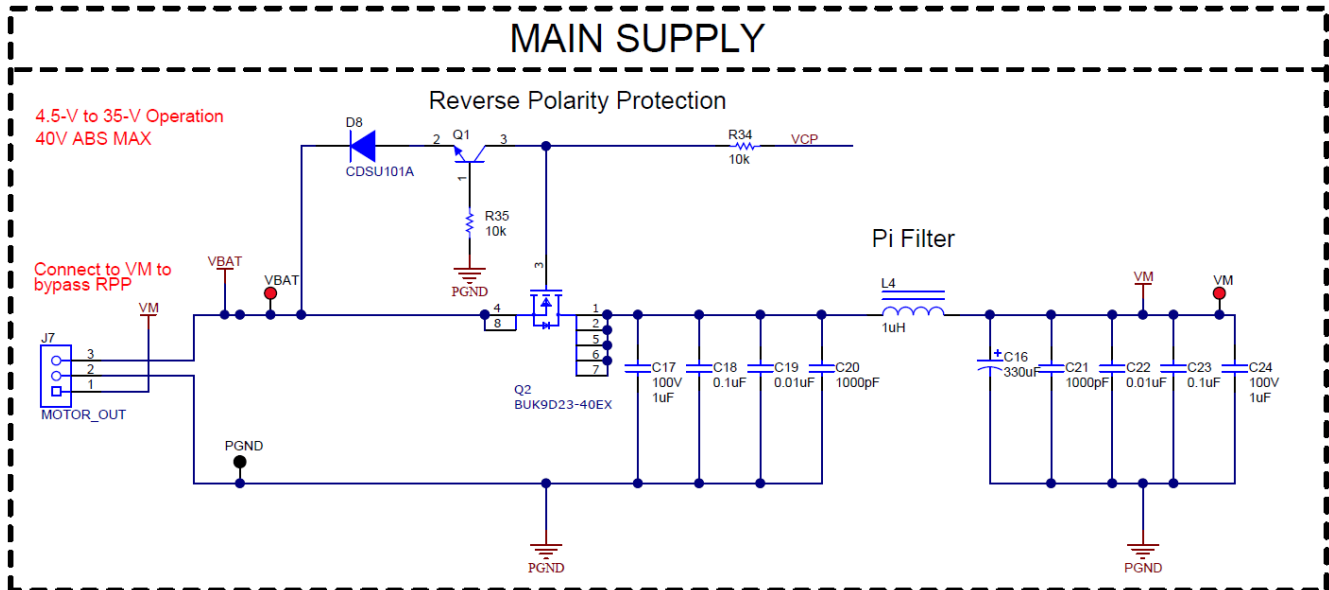 MAIN SUPPLY
4.5-V to 35-V Operation
40V ABS MAX
Reverse Polarity Protection
D8
CDSU101A
2
Q1
3
1
R34
10k
VCP
R35
10k
PGND
Pi Filter
Connect to VM to
bypass RPP
VBAT
VBAT
VM
J7
3
2
1
MOTOR_OUT
PGND
3
4
8
1
2
5
6
7
Q2
BUK9D23-40EX
C17
100V
1uF
C18
0.1uF
C19
0.01uF
C20
1000pF
L4
1uH
VM
VM
+
C16
330uF
C21
1000pF
C22
0.01uF
C23
0.1uF
C24
100V
1uF
PGND
PGND